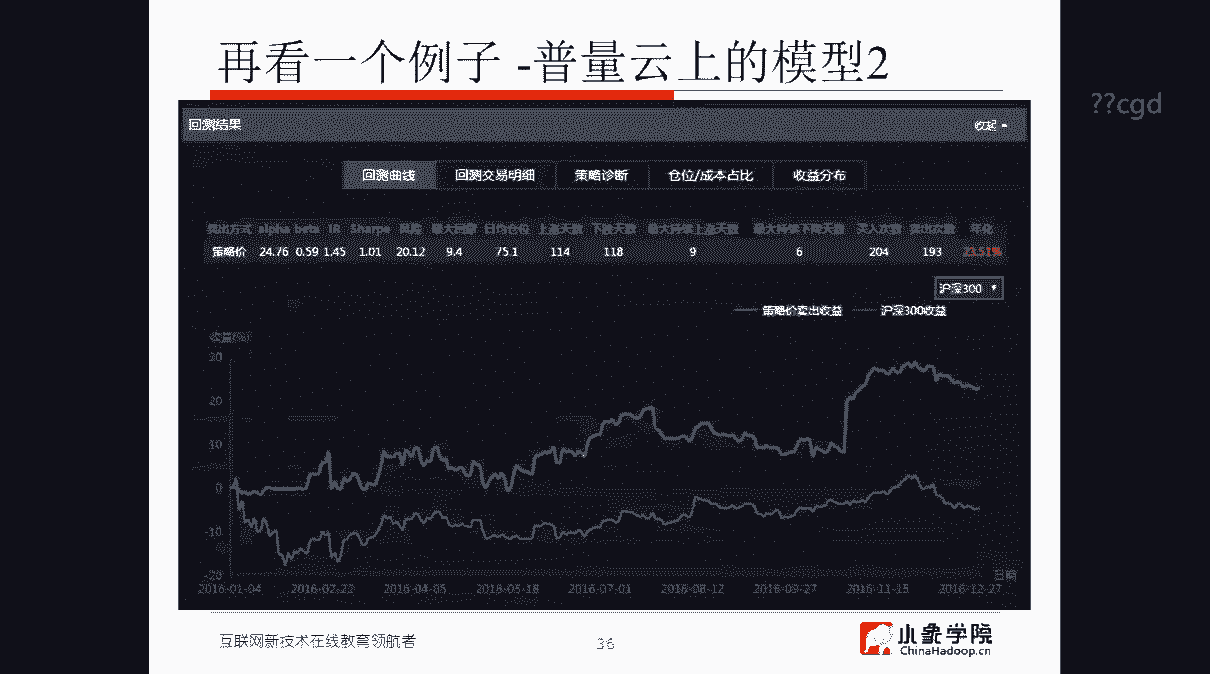 再看一个例子 -普量云上的模型2
??cgd
回测结果 收起
回测曲线 回测交易明细 策略诊断 仓位/成本占比 收益分布
卖出方式 alpha beta IR Sharpe 风险 最大回撤 日均仓位 上涨天数 下跌天数 最大持续上涨天数 最大持续下降天数 买入次数 卖出次数 年化
策略价 24.76 0.59 1.45 1.01 20.12 9.4 75.1 114 118 9 6 204 193 23.51%
沪深300
策略价卖出收益 沪深300收益
30
20
10
0
-10
-20
日期
2016-01-04 2016-02-22 2016-04-05 2016-05-18 2016-07-01 2016-08-12 2016-09-27 2016-11-15 2016-12-27
互联网新技术在线教育领航者 36 小象学院
ChinaHadoop.cn